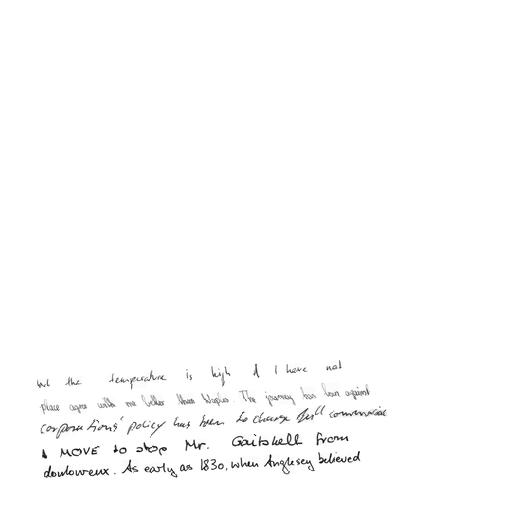 but the temperature is high & I have not
place agree with me better than Naples. The journey has been against
corporations' policy has been to charge full commercial
A MOVE to stop Mr. Gaitskell from
douloureux. As early as 1830, when Anglesey believed